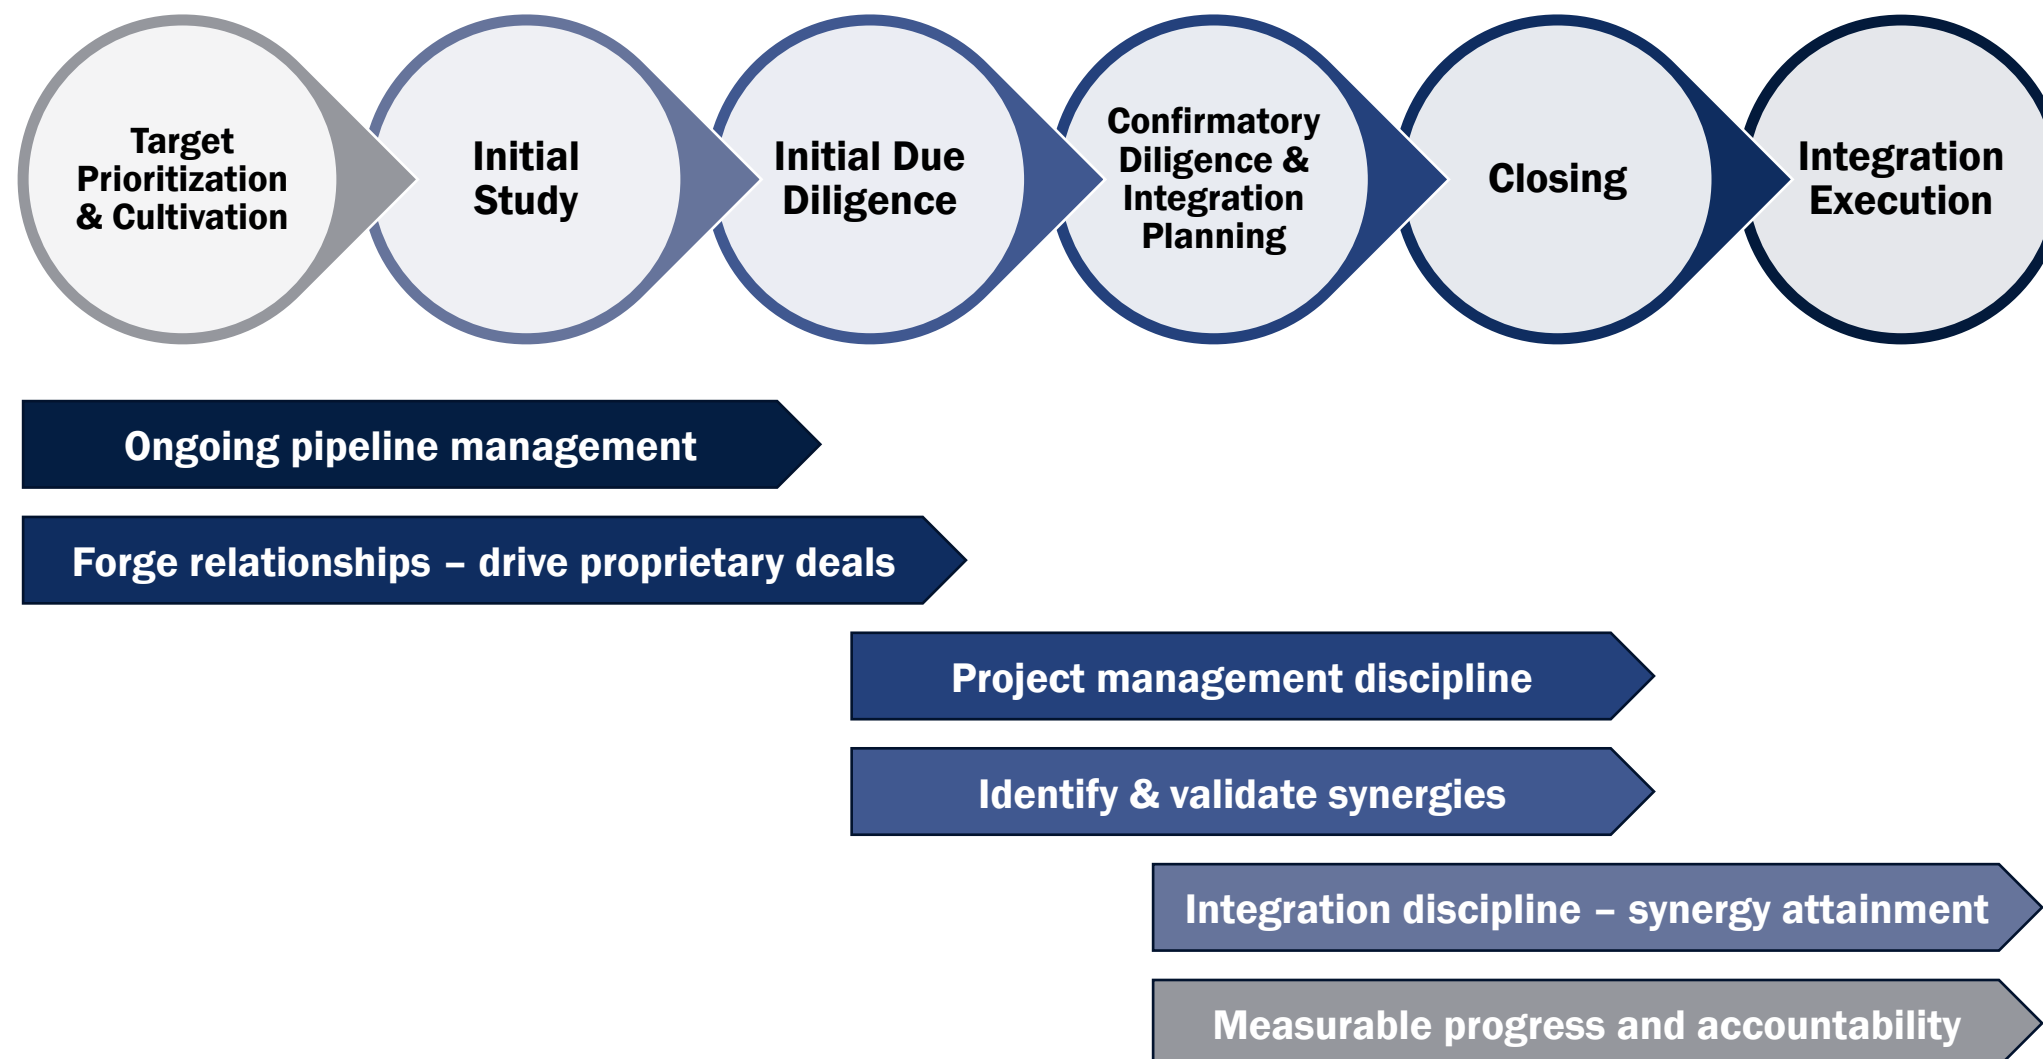 Target
Prioritization
& Cultivation
Initial
Study
Initial Due
Diligence
Confirmatory
Diligence &
Integration
Planning
Closing
Integration
Execution
Ongoing pipeline management
Forge relationships – drive proprietary deals
Project management discipline
Identify & validate synergies
Integration discipline – synergy attainment
Measurable progress and accountability